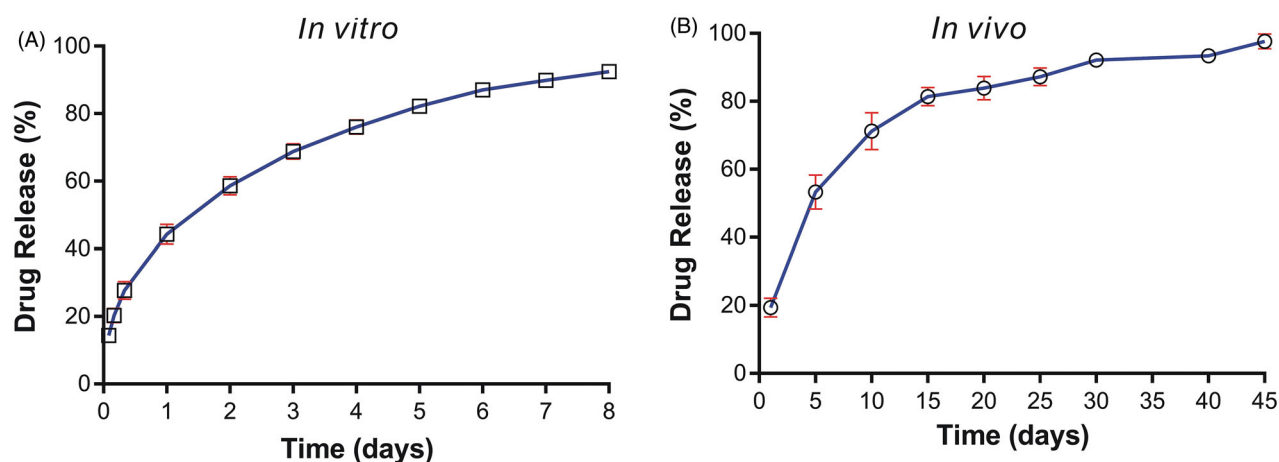 (A)
In vitro
Drug Release (%)
100
80
60
40
20
0
0 1 2 3 4 5 6 7 8
Time (days)
(B)
In vivo
Drug Release (%)
100
80
60
40
20
0
0 5 10 15 20 25 30 35 40 45
Time (days)